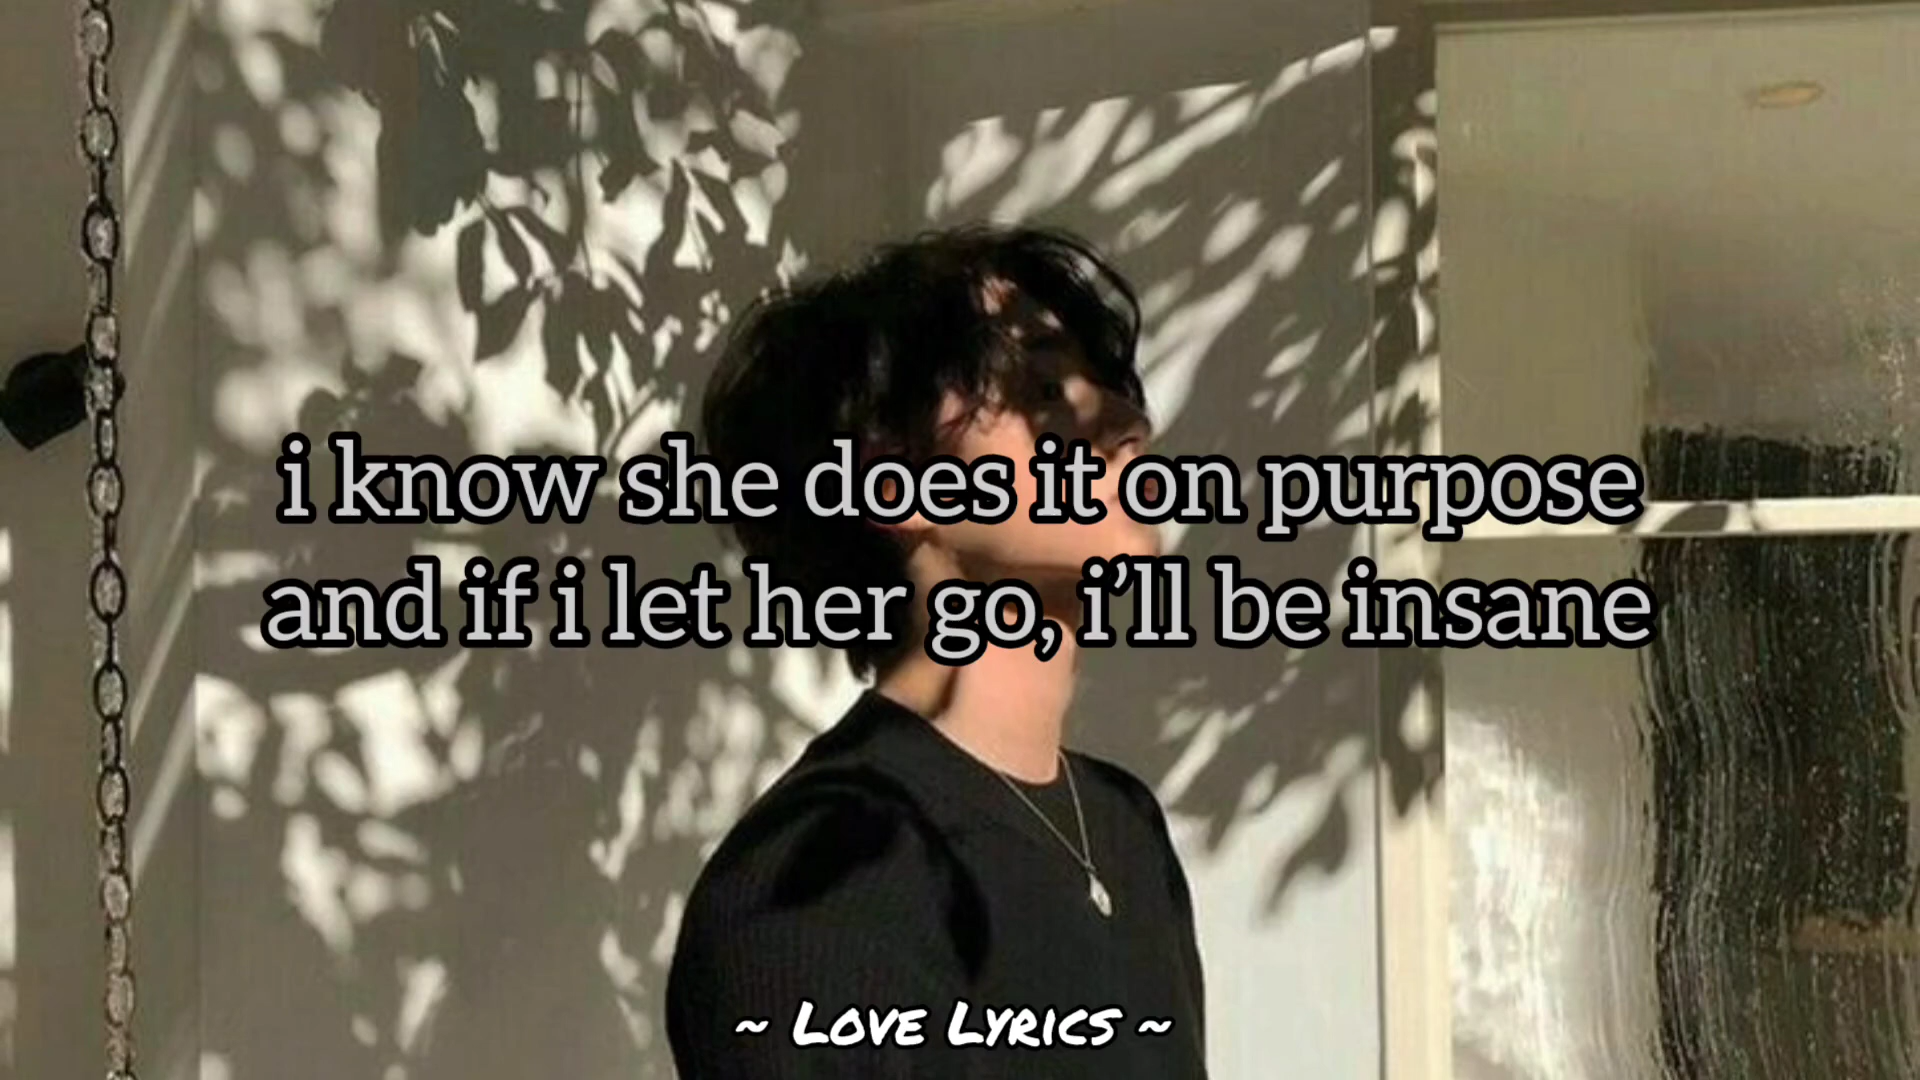 i know she does it on purpose
and if i let her go, i’ll be insane
~ Love Lyrics ~